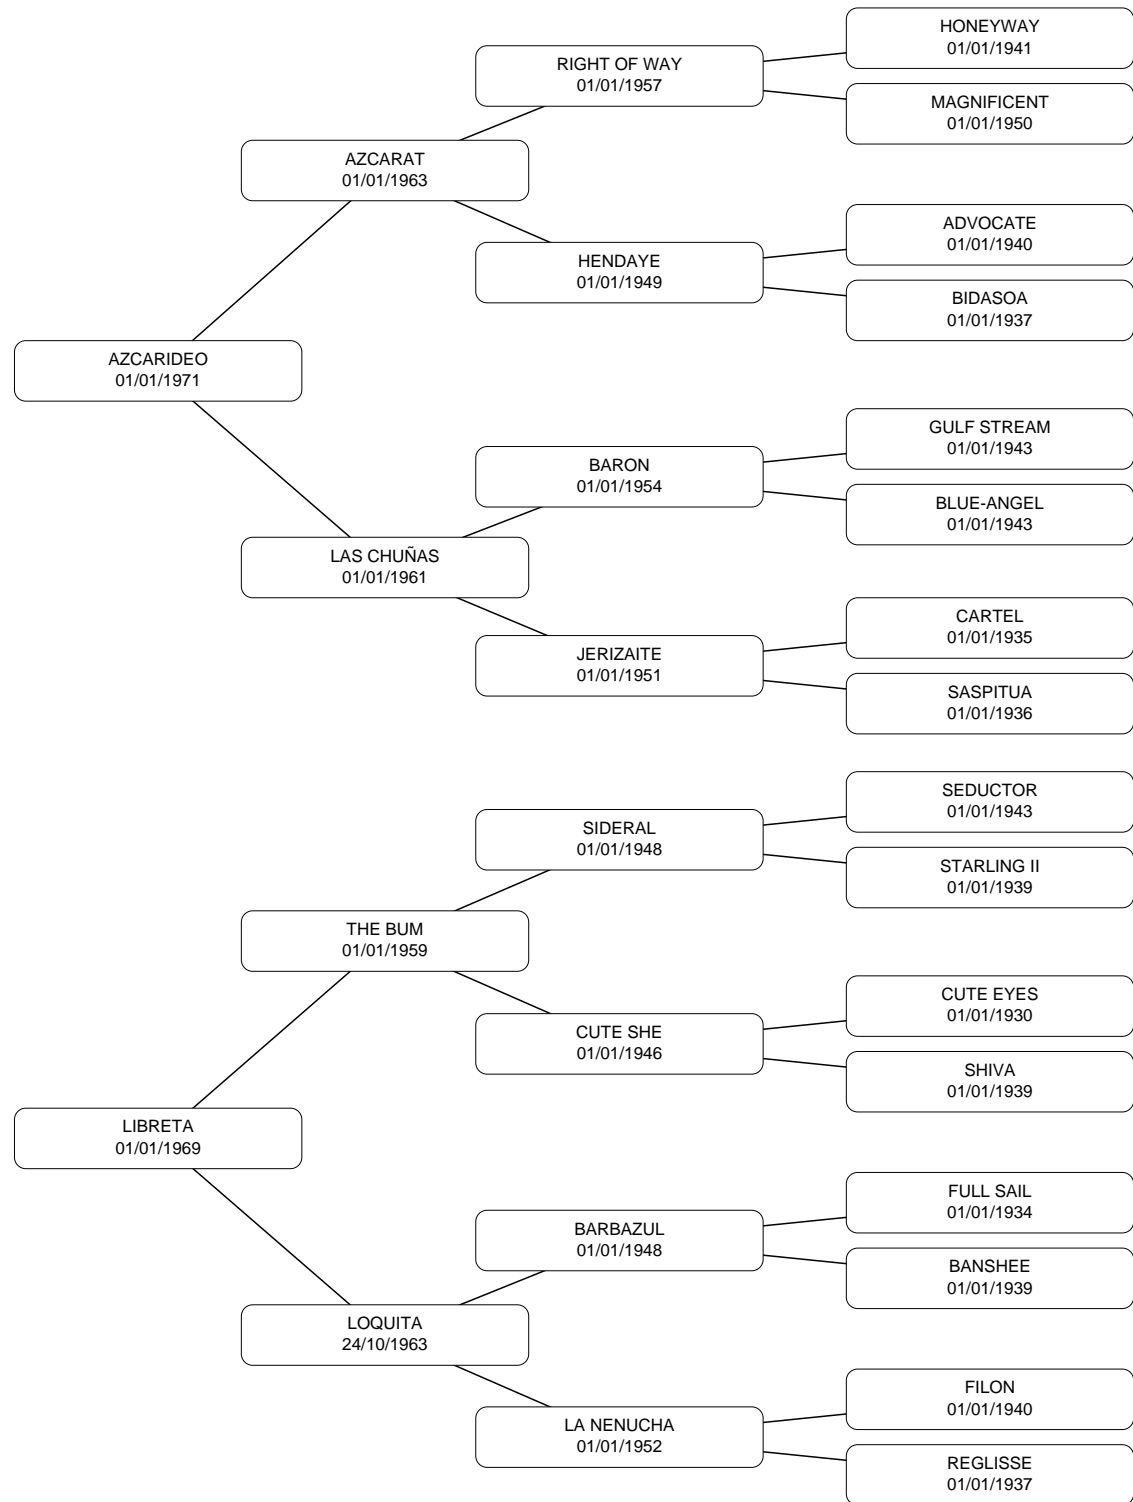 HONEYWAY
01/01/1941
RIGHT OF WAY
01/01/1957
MAGNIFICENT
01/01/1950
AZCARAT
01/01/1963
ADVOCATE
01/01/1940
HENDAYE
01/01/1949
BIDASOA
01/01/1937
AZCARIDEO
01/01/1971
GULF STREAM
01/01/1943
BARON
01/01/1954
BLUE-ANGEL
01/01/1943
LAS CHUÑAS
01/01/1961
CARTEL
01/01/1935
JERIZAITE
01/01/1951
SASPITUA
01/01/1936
SEDUCTOR
01/01/1943
SIDERAL
01/01/1948
STARLING II
01/01/1939
THE BUM
01/01/1959
CUTE EYES
01/01/1930
CUTE SHE
01/01/1946
SHIVA
01/01/1939
LIBRETA
01/01/1969
FULL SAIL
01/01/1934
BARBAZUL
01/01/1948
BANSHEE
01/01/1939
LOQUITA
24/10/1963
FILON
01/01/1940
LA NENUCHA
01/01/1952
REGLISSE
01/01/1937